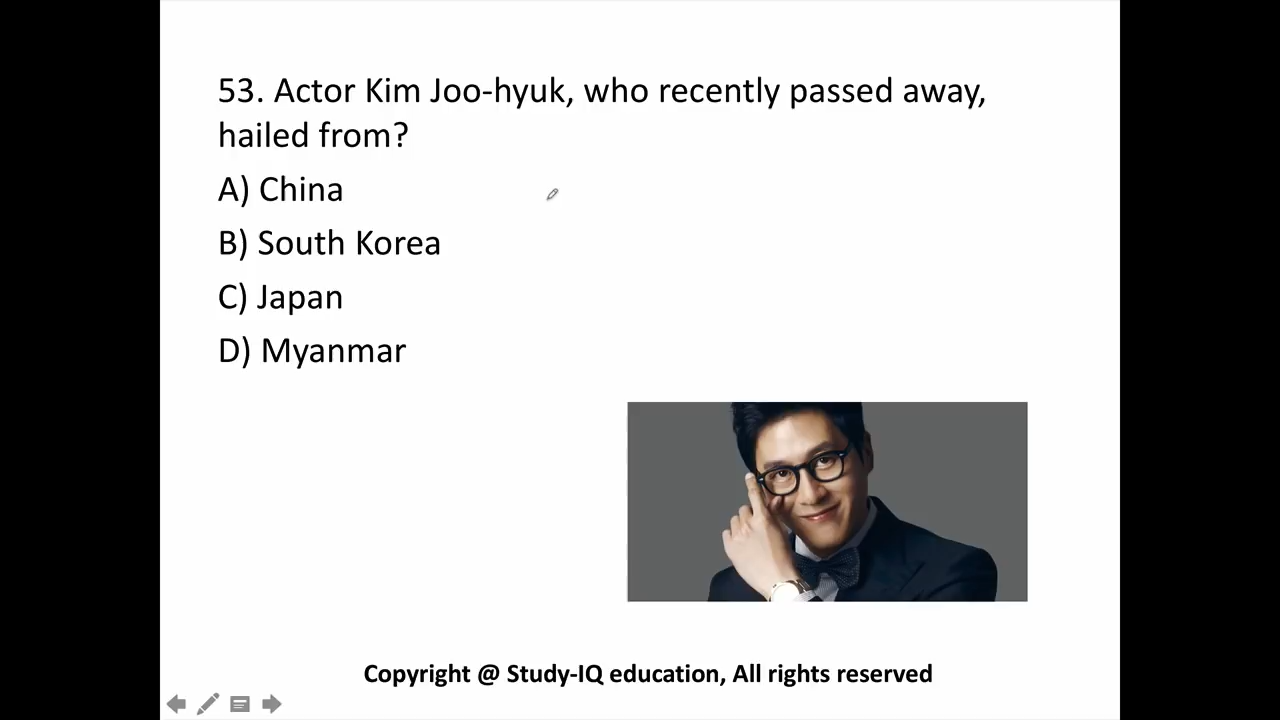 53. Actor Kim Joo-hyuk, who recently passed away,
hailed from?
A) China
B) South Korea
C) Japan
D) Myanmar
Copyright @ Study-IQ education, All rights reserved